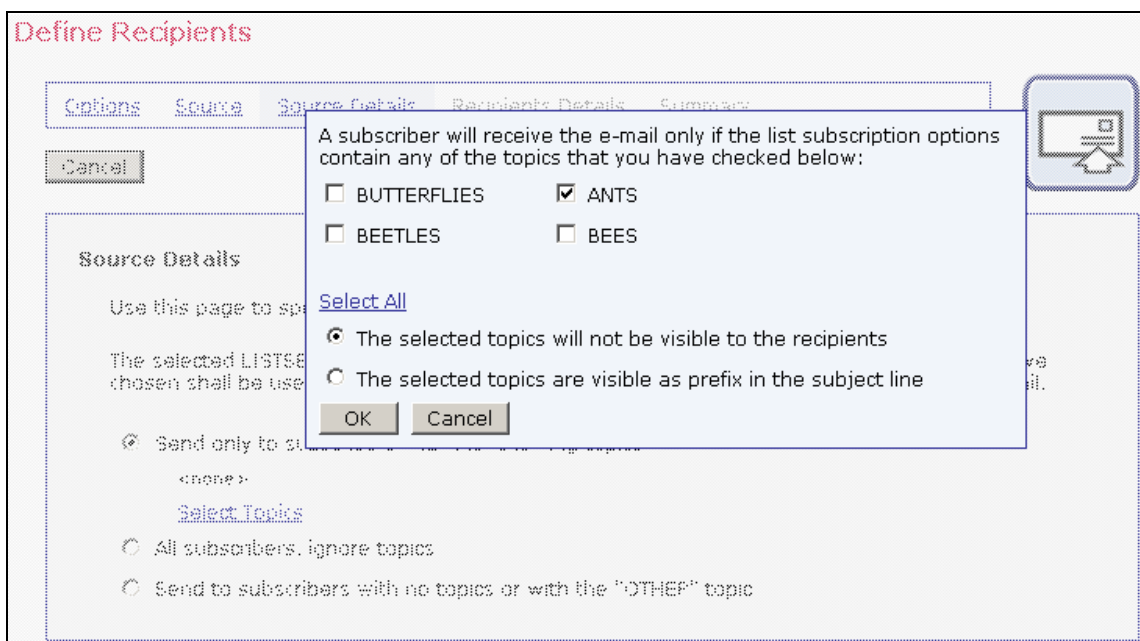 Define Recipients
Options Source Source Details Recipients Details Summary
A subscriber will receive the e-mail only if the list subscription options
contain any of the topics that you have checked below:
Cancel
BUTTERFLIES ANTS
BEETLES BEES
Source Details
Select All
Use this page to
The selected topics will not be visible to the recipients
The selected
chosen shall be
The selected topics are visible as prefix in the subject line
OK Cancel
Send only to
<none>
Select Topics
All subscribers, ignore topics
Send to subscribers with no topics or with the "OTHER" topic